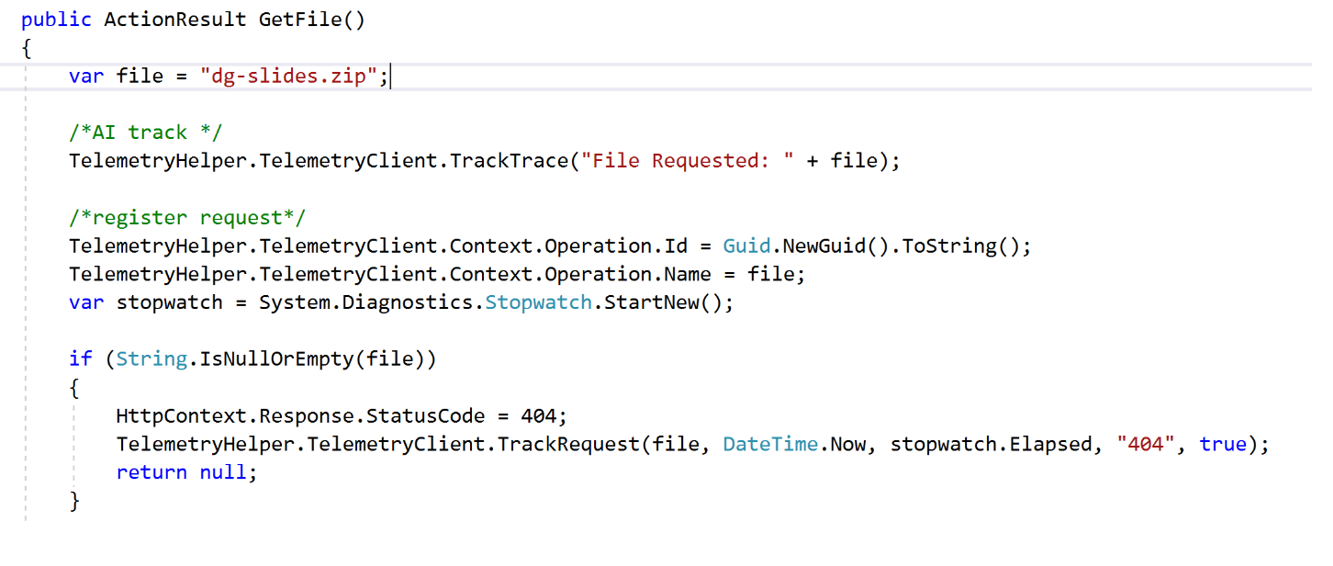 public ActionResult GetFile()
{
var file = "dg-slides.zip";
/*AI track */
TelemetryHelper.TelemetryClient.TrackTrace("File Requested: " + file);
/*register request*/
TelemetryHelper.TelemetryClient.Context.Operation.Id = Guid.NewGuid().ToString();
TelemetryHelper.TelemetryClient.Context.Operation.Name = file;
var stopwatch = System.Diagnostics.Stopwatch.StartNew();
if (String.IsNullOrEmpty(file))
{
HttpContext.Response.StatusCode = 404;
TelemetryHelper.TelemetryClient.TrackRequest(file, DateTime.Now, stopwatch.Elapsed, "404", true);
return null;
}